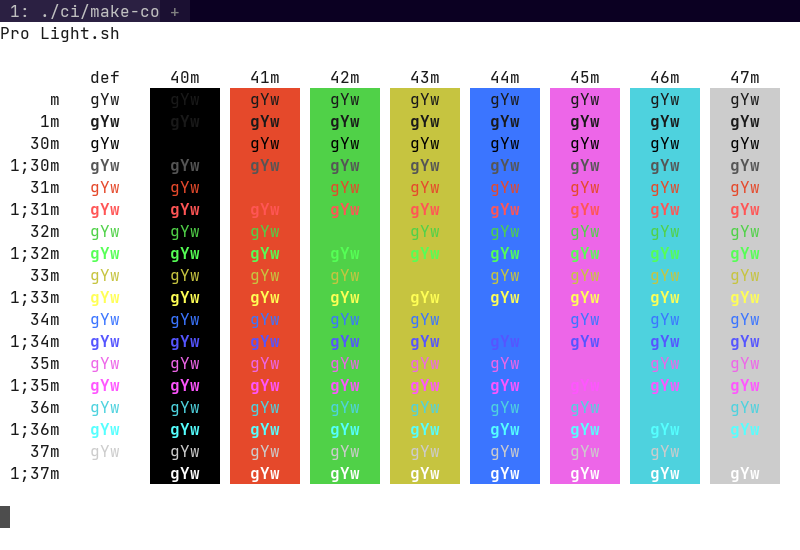 1: ./ci/make-co +
Pro Light.sh
def 40m 41m 42m 43m 44m 45m 46m 47m
m gYw gYw gYw gYw gYw gYw gYw gYw gYw
1m gYw gYw gYw gYw gYw gYw gYw gYw gYw
30m gYw gYw gYw gYw gYw gYw gYw gYw
1;30m gYw gYw gYw gYw gYw gYw gYw gYw gYw
31m gYw gYw gYw gYw gYw gYw gYw gYw
1;31m gYw gYw gYw gYw gYw gYw gYw gYw gYw
32m gYw gYw gYw gYw gYw gYw gYw gYw
1;32m gYw gYw gYw gYw gYw gYw gYw gYw gYw
33m gYw gYw gYw gYw gYw gYw gYw gYw
1;33m gYw gYw gYw gYw gYw gYw gYw gYw gYw
34m gYw gYw gYw gYw gYw gYw gYw gYw
1;34m gYw gYw gYw gYw gYw gYw gYw gYw gYw
35m gYw gYw gYw gYw gYw gYw gYw gYw
1;35m gYw gYw gYw gYw gYw gYw gYw gYw gYw
36m gYw gYw gYw gYw gYw gYw gYw gYw
1;36m gYw gYw gYw gYw gYw gYw gYw gYw gYw
37m gYw gYw gYw gYw gYw gYw gYw gYw
1;37m gYw gYw gYw gYw gYw gYw gYw gYw